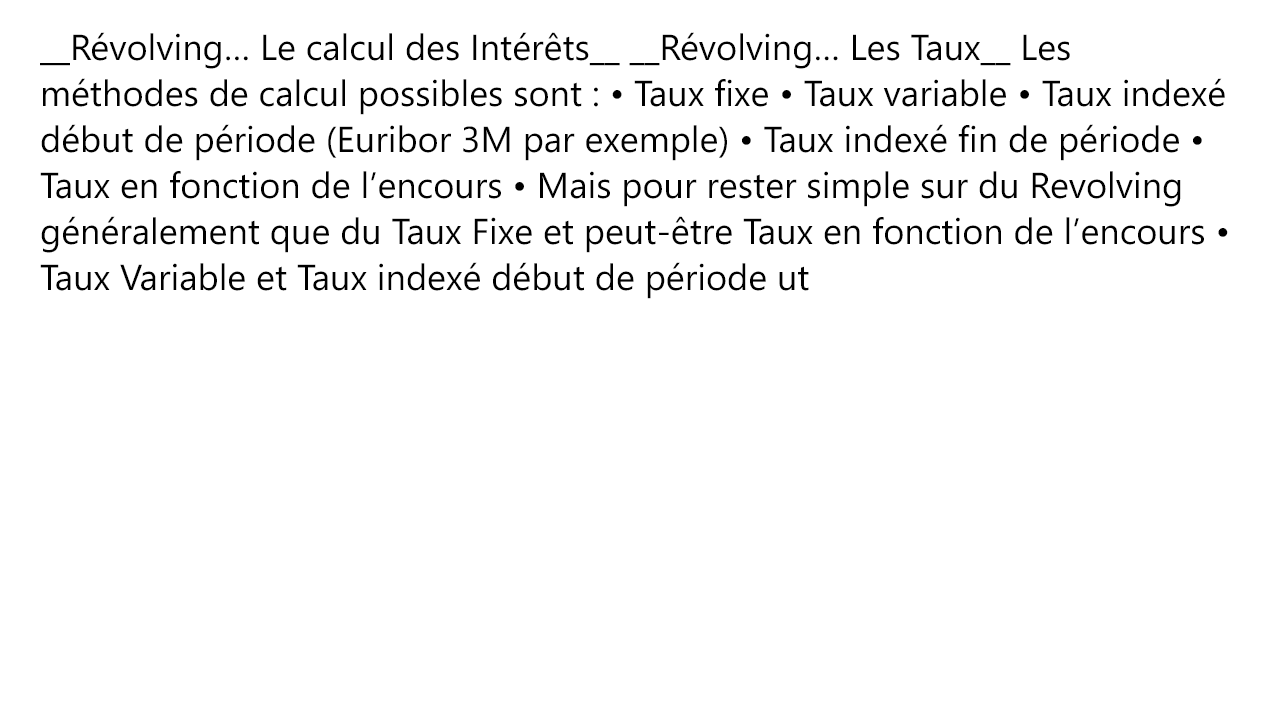 __Révolving… Le calcul des Intérêts__ __Révolving… Les Taux__ Les
méthodes de calcul possibles sont : • Taux fixe • Taux variable • Taux indexé
début de période (Euribor 3M par exemple) • Taux indexé fin de période •
Taux en fonction de l’encours • Mais pour rester simple sur du Revolving
généralement que du Taux Fixe et peut-être Taux en fonction de l’encours •
Taux Variable et Taux indexé début de période ut